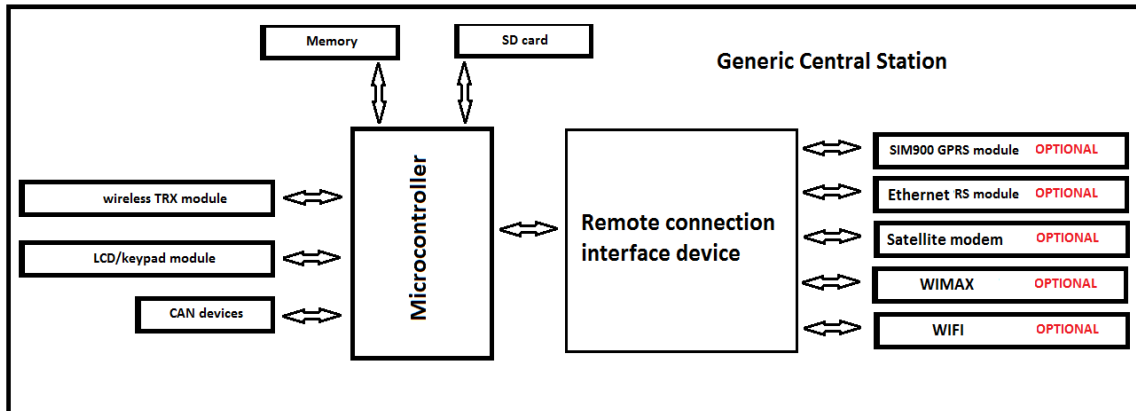 Memory
SD card
Generic Central Station
Microcontroller
wireless TRX module
LCD/keypad module
CAN devices
Remote connection
interface device
SIM900 GPRS module OPTIONAL
Ethernet RS module OPTIONAL
Satellite modem OPTIONAL
WIMAX OPTIONAL
WIFI OPTIONAL